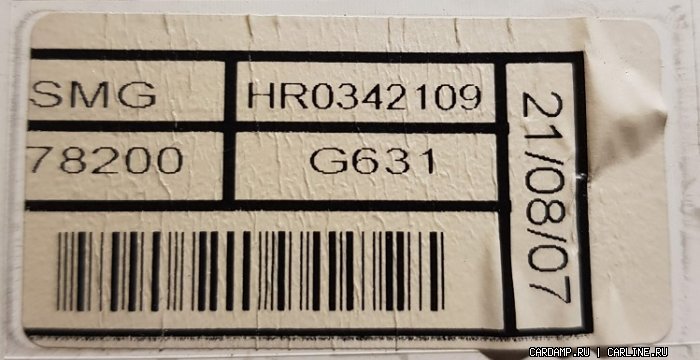 SMG HR0342109
78200 G631
21/08/07
CARDAMP.RU | CARLINE.RU